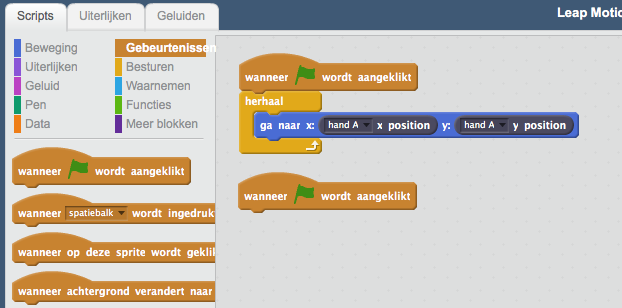 Scripts Uiterlijken Geluiden
Leap Motio
Beweging Gebeurtenissen
Uiterlijken Besturen
Geluid Waarnemen
Pen Functies
Data Meer blokken
wanneer wordt aangeklikt
wanneer spatiebalk wordt ingedruk
wanneer op deze sprite wordt geklil
wanneer achtergrond verandert naar
wanneer wordt aangeklikt
herhaal
ga naar x: hand A x position y: hand A y position
wanneer wordt aangeklikt